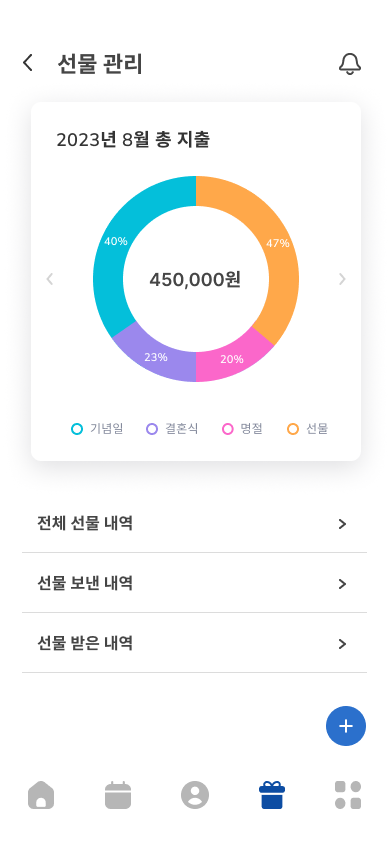 선물 관리
2023년 8월 총 지출
40%
47%
450,000원
23%
20%
기념일 결혼식 명절 선물
전체 선물 내역
선물 보낸 내역
선물 받은 내역